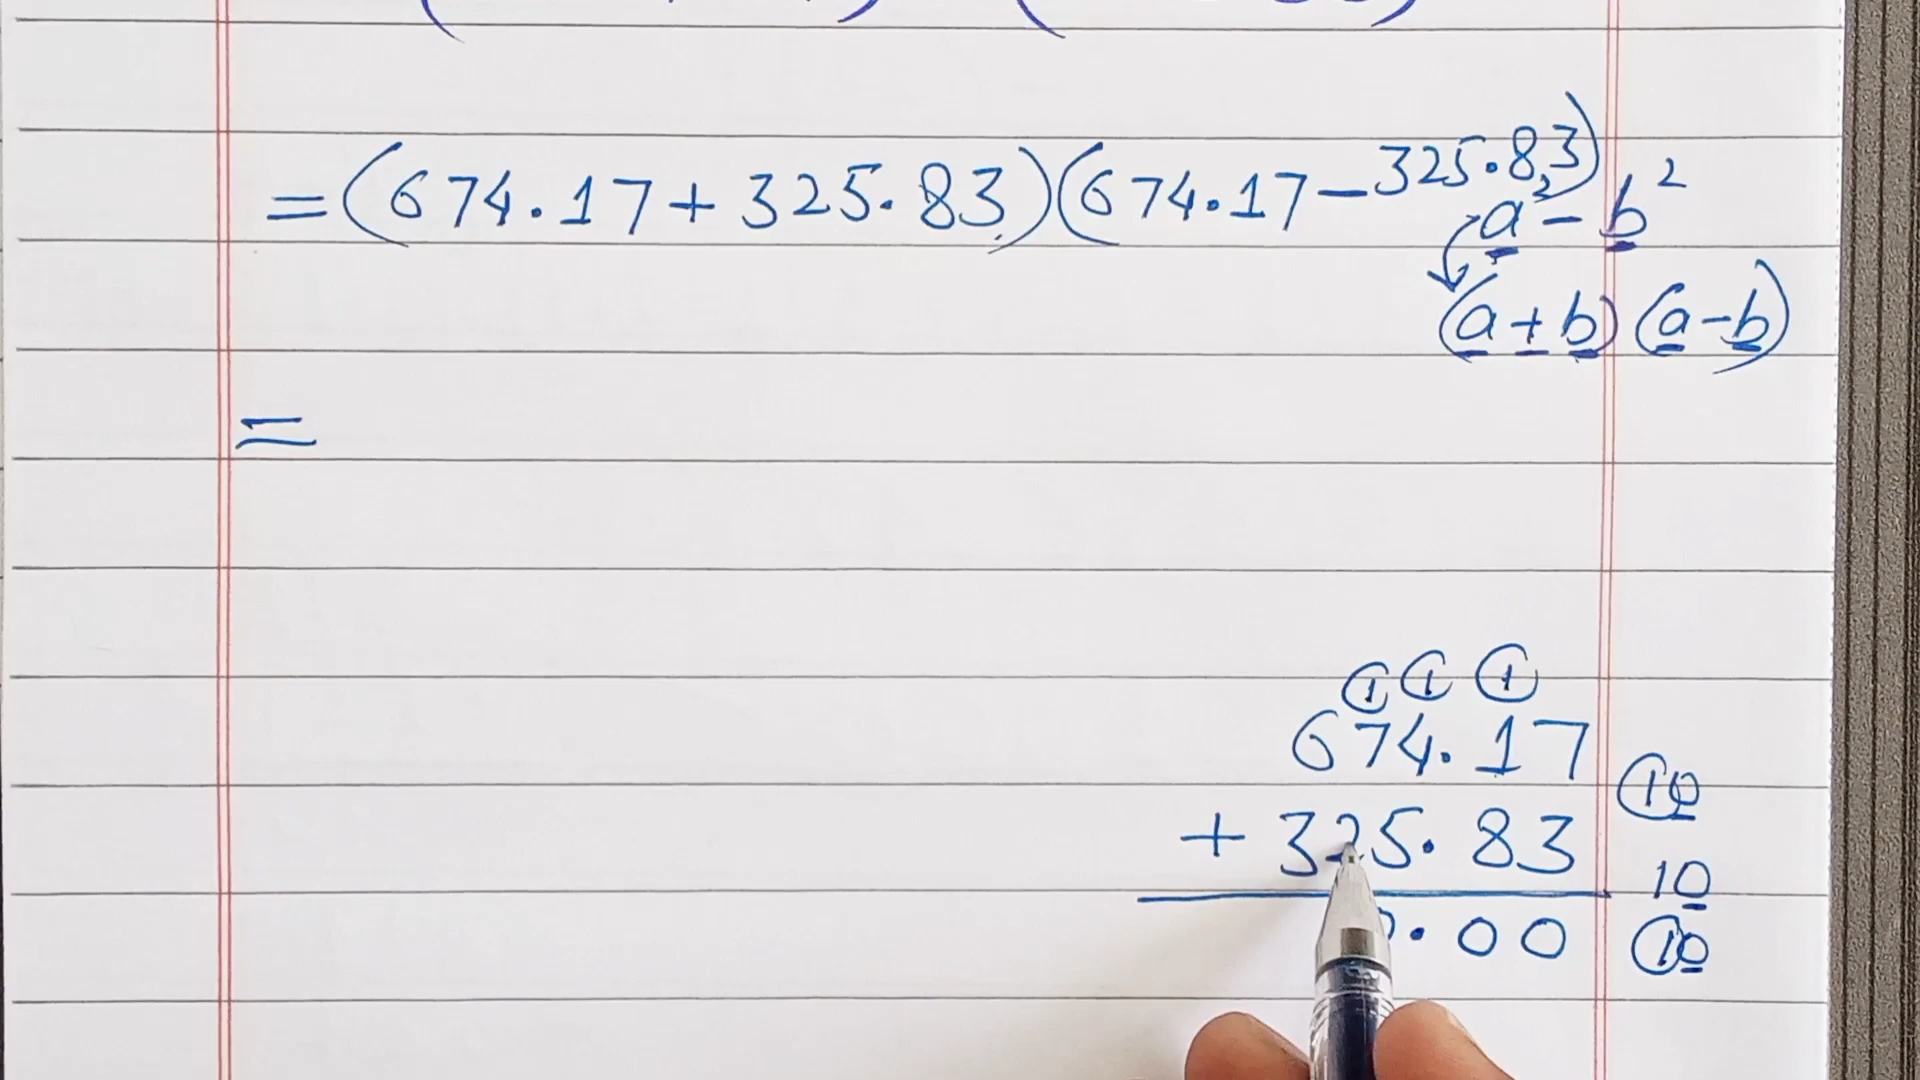 =(674.17+325.83)(674.17-325.83)
a²-b²
(a+b)(a-b)
=
1 1 1
674.17
10
+325.83
10
0.00
10